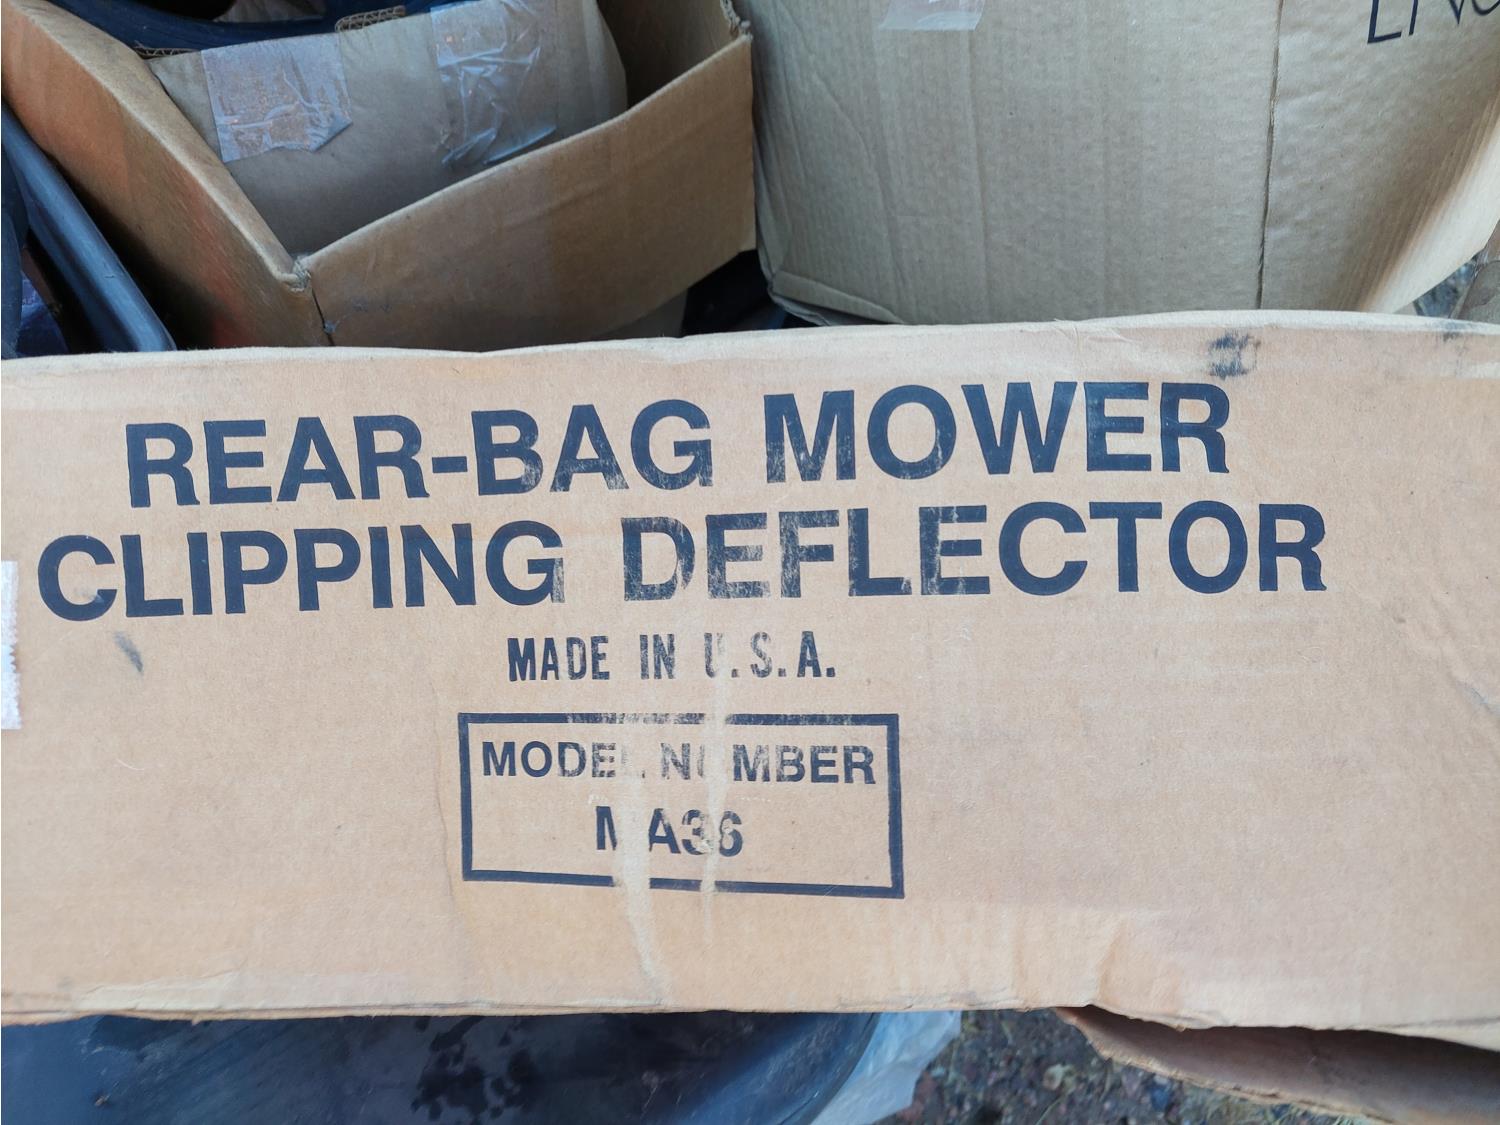 REAR-BAG MOWER
CLIPPING DEFLECTOR
MADE IN U.S.A.
MODEL NUMBER
MA36